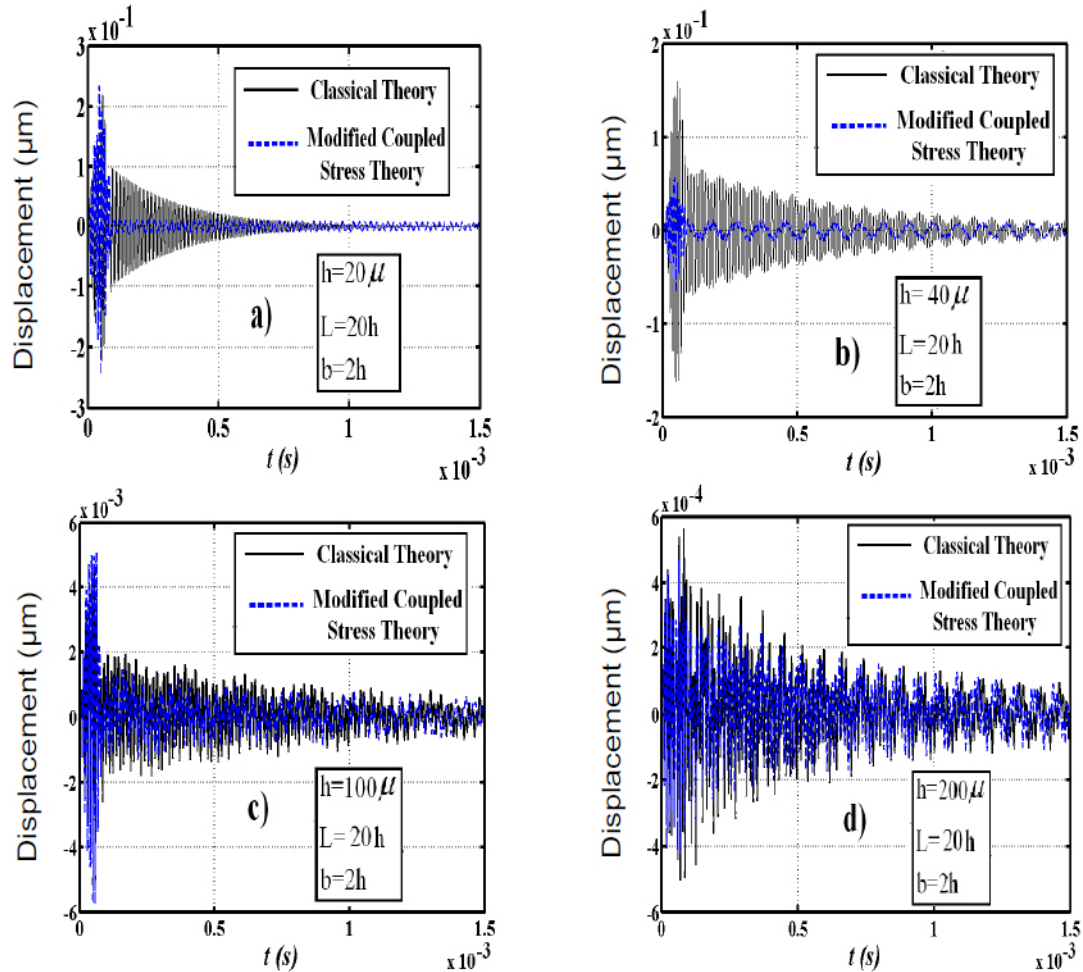 x 10⁻¹
3
2
1
0
-1
-2
-3
Displacement (μm)
Classical Theory
Modified Coupled
Stress Theory
a)
h=20μ
L=20h
b=2h
0 0.5 1 1.5
t (s)
x 10⁻³
x 10⁻¹
2
1
0
-1
-2
Displacement (μm)
Classical Theory
Modified Coupled
Stress Theory
b)
h=40μ
L=20h
b=2h
0 0.5 1 1.5
t (s)
x 10⁻³
x 10⁻³
6
4
2
0
-2
-4
-6
Displacement (μm)
Classical Theory
Modified Coupled
Stress Theory
c)
h=100μ
L=20h
b=2h
0 0.5 1 1.5
t (s)
x 10⁻³
x 10⁻⁴
6
4
2
0
-2
-4
-6
Displacement (μm)
Classical Theory
Modified Coupled
Stress Theory
d)
h=200μ
L=20h
b=2h
0 0.5 1 1.5
t (s)
x 10⁻³